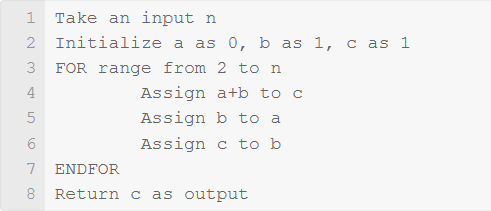 1 Take an input n
2 Initialize a as 0, b as 1, c as 1
3 FOR range from 2 to n
4         Assign a+b to c
5         Assign b to a
6         Assign c to b
7 ENDFOR
8 Return c as output